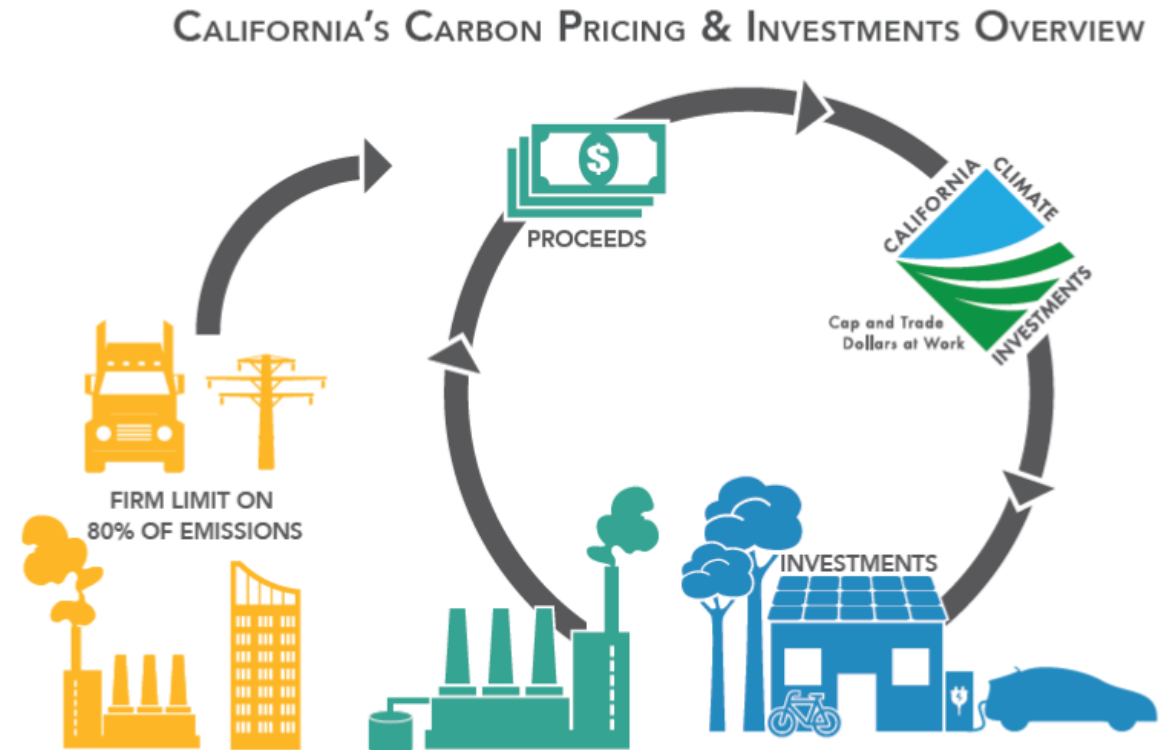 CALIFORNIA'S CARBON PRICING & INVESTMENTS OVERVIEW
$
PROCEEDS
CALIFORNIA
CLIMATE
INVESTMENTS
Cap and Trade
Dollars at Work
FIRM LIMIT ON
80% OF EMISSIONS
INVESTMENTS